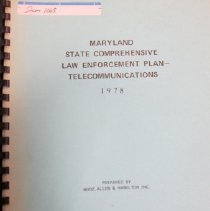 MARYLAND
STATE COMPREHENSIVE
LAW ENFORCEMENT PLAN—
TELECOMMUNICATIONS
1978
PREPARED BY
BOOZ, ALLEN & HAMILTON INC.